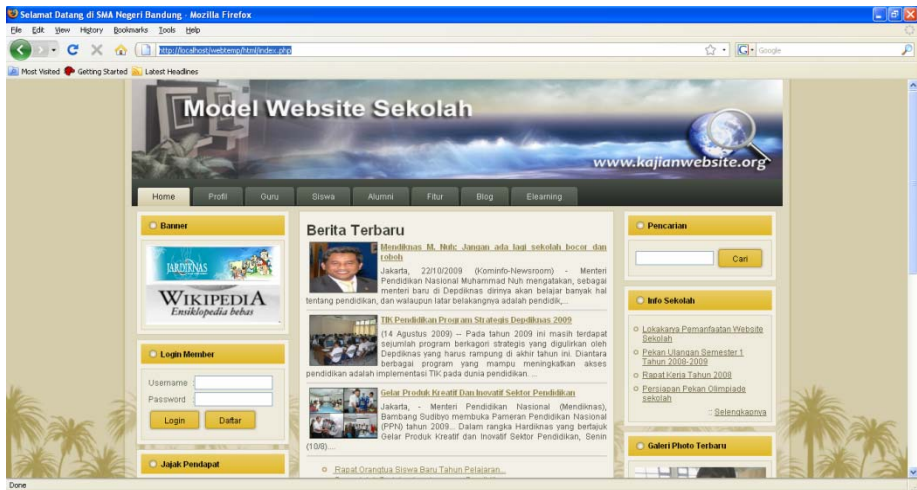 Selamat Datang di SMA Negeri Bandung - Mozilla Firefox
File Edit View History Bookmarks Tools Help
http://localhost/webtemp/html/index.php
Google
Most Visited Getting Started Latest Headlines
Model Website Sekolah
www.kajianwebsite.org
Home Profil Guru Siswa Alumni Fitur Blog Elearning
Banner
JARDIKNAS
WIKIPEDIA
Ensiklopedia bebas
Login Member
Username :
Password :
Login Daftar
Jajak Pendapat
Berita Terbaru
Mendiknas M. Nuh: Jangan ada lagi sekolah bocor dan
roboh
Jakarta, 22/10/2009 (Kominfo-Newsroom) - Menteri
Pendidikan Nasional Muhammad Nuh mengatakan, sebagai
menteri baru di Depdiknas dirinya akan belajar banyak hal
tentang pendidikan, dan walaupun latar belakangnya adalah pendidik,...
TIK Pendidikan Program Strategis Depdiknas 2009
(14 Agustus 2009) -- Pada tahun 2009 ini masih terdapat
sejumlah program berkagori strategis yang digulirkan oleh
Depdiknas yang harus rampung di akhir tahun ini. Diantara
berbagai program yang mampu meningkatkan akses
pendidikan adalah implementasi TIK pada dunia pendidikan. ...
Gelar Produk Kreatif Dan Inovatif Sektor Pendidikan
Jakarta, - Menteri Pendidikan Nasional (Mendiknas),
Bambang Sudibyo membuka Pameran Pendidikan Nasional
(PPN) tahun 2009... Dalam rangka Hardiknas yang bertajuk
Gelar Produk Kreatif dan Inovatif Sektor Pendidikan, Senin
(10/8)....
Rapat Orangtua Siswa Baru Tahun Pelajaran...
Pencarian
Cari
Info Sekolah
Lokakarya Pemanfaatan Website
Sekolah
Pekan Ulangan Semester 1
Tahun 2008-2009
Rapat Kerja Tahun 2008
Persiapan Pekan Olimpiade
sekolah
:: Selengkapnya
Galeri Photo Terbaru
Done